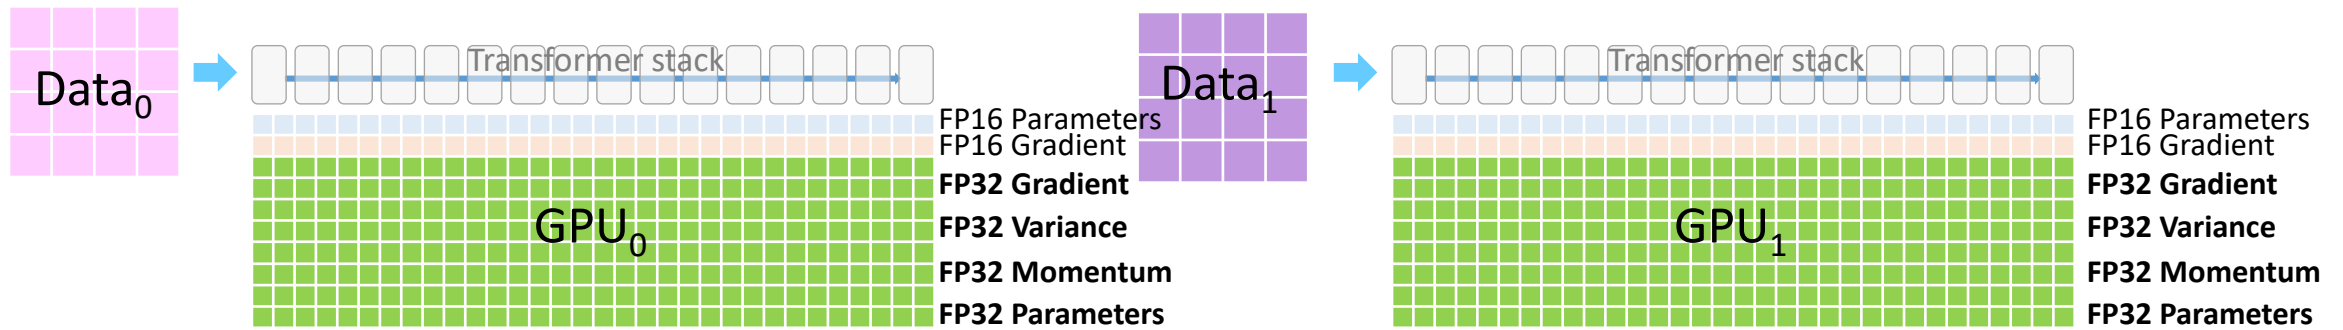 Data0
Transformer stack
FP16 Parameters
FP16 Gradient
FP32 Gradient
FP32 Variance
FP32 Momentum
FP32 Parameters
GPU0
Data1
Transformer stack
FP16 Parameters
FP16 Gradient
FP32 Gradient
FP32 Variance
FP32 Momentum
FP32 Parameters
GPU1